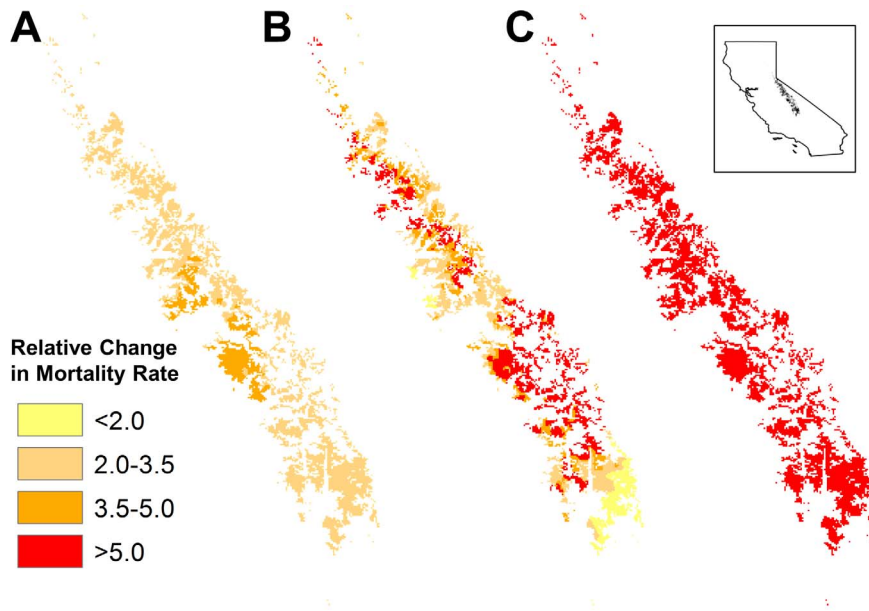 A
B
C
Relative Change
in Mortality Rate
<2.0
2.0-3.5
3.5-5.0
>5.0